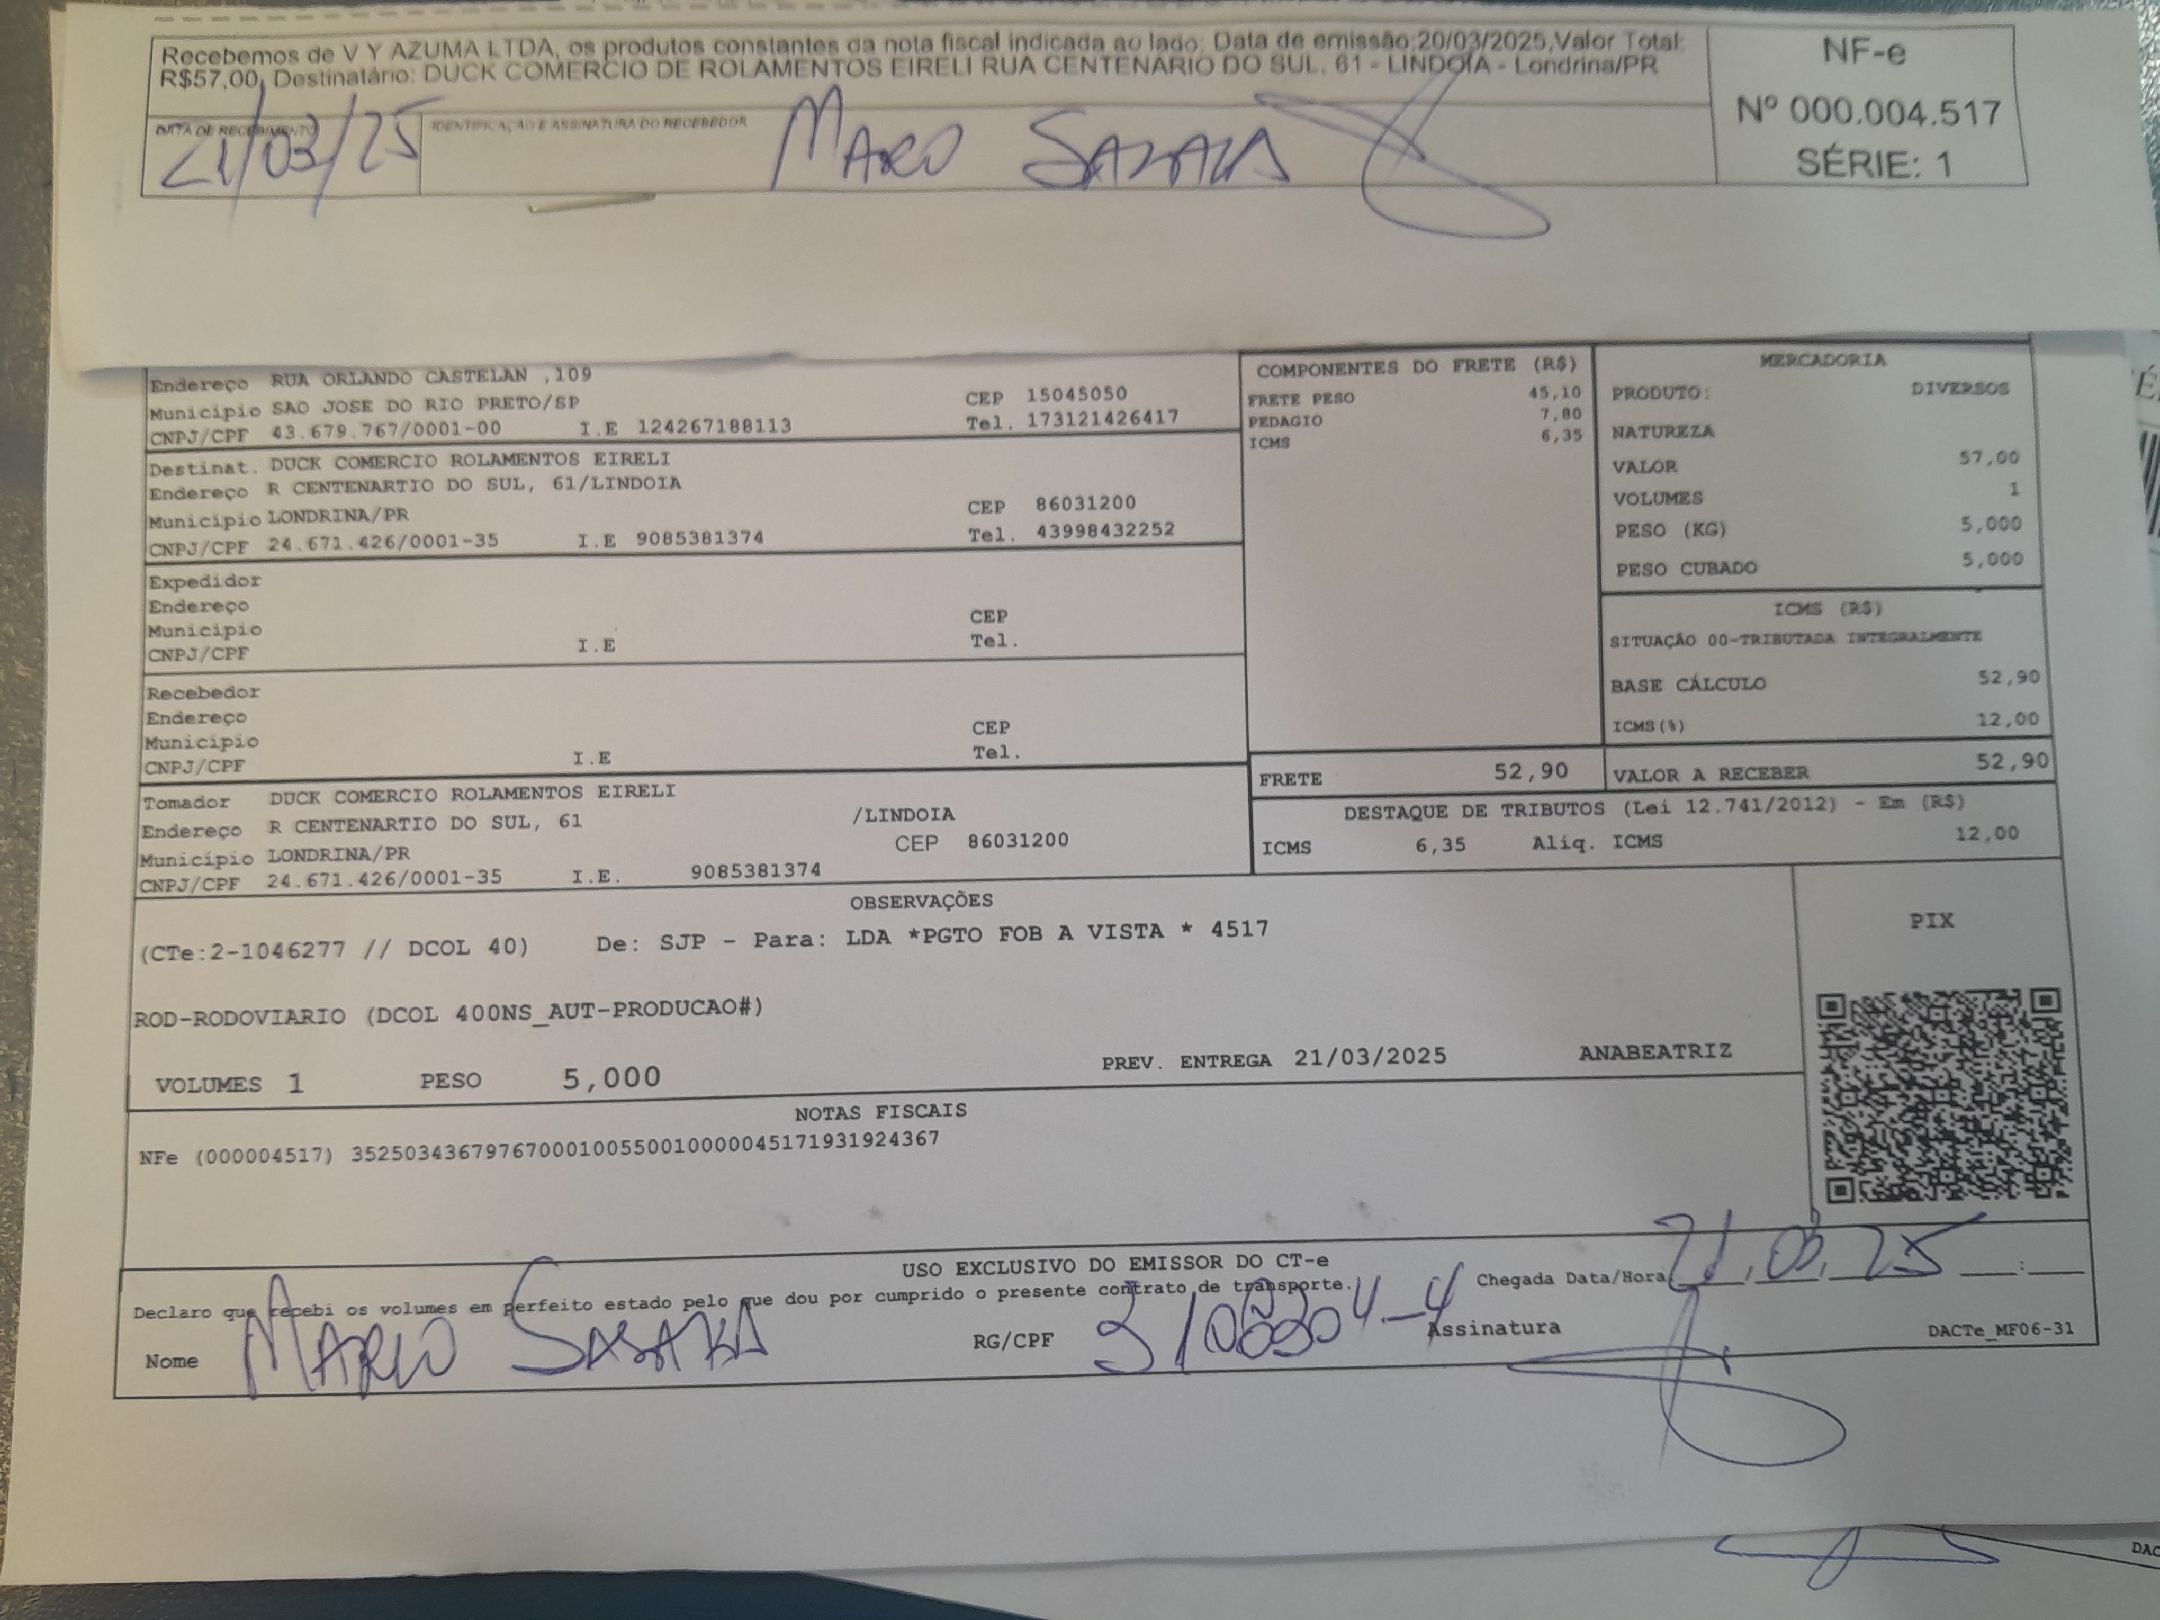 Recebemos de V Y AZUMA LTDA, os produtos constantes da nota fiscal indicada ao lado. Data de emissão:20/03/2025,Valor Total:
R$57,00, Destinatário: DUCK COMERCIO DE ROLAMENTOS EIRELI RUA CENTENARIO DO SUL, 61 - LINDOIA - Londrina/PR
DATA DE RECEBIMENTO
21/03/25
IDENTIFICAÇÃO E ASSINATURA DO RECEBEDOR
NF-e
Nº 000.004.517
SÉRIE: 1
Endereço RUA ORLANDO CASTELAN ,109
Município SAO JOSE DO RIO PRETO/SP CEP 15045050
CNPJ/CPF 43.679.767/0001-00 I.E 124267188113 Tel. 173121426417
Destinat. DUCK COMERCIO ROLAMENTOS EIRELI
Endereço R CENTENARTIO DO SUL, 61/LINDOIA
Município LONDRINA/PR CEP 86031200
CNPJ/CPF 24.671.426/0001-35 I.E 9085381374 Tel. 43998432252
Expedidor
Endereço
Município CEP
CNPJ/CPF I.E Tel.
Recebedor
Endereço
Município CEP
CNPJ/CPF I.E Tel.
Tomador DUCK COMERCIO ROLAMENTOS EIRELI
Endereço R CENTENARTIO DO SUL, 61 /LINDOIA
Município LONDRINA/PR CEP 86031200
CNPJ/CPF 24.671.426/0001-35 I.E. 9085381374
COMPONENTES DO FRETE (R$)
FRETE PESO 45,10
PEDAGIO 7,80
ICMS 6,35
MERCADORIA
PRODUTO: DIVERSOS
NATUREZA
VALOR 57,00
VOLUMES 1
PESO (KG) 5,000
PESO CUBADO 5,000
ICMS (R$)
SITUAÇÃO 00-TRIBUTADA INTEGRALMENTE
BASE CÁLCULO 52,90
ICMS(%) 12,00
FRETE 52,90
VALOR A RECEBER 52,90
DESTAQUE DE TRIBUTOS (Lei 12.741/2012) - Em (R$)
ICMS 6,35 Aliq. ICMS 12,00
OBSERVAÇÕES
(CTe:2-1046277 // DCOL 40) De: SJP - Para: LDA *PGTO FOB A VISTA * 4517
ROD-RODOVIARIO (DCOL 400NS_AUT-PRODUCAO#)
VOLUMES 1 PESO 5,000 PREV. ENTREGA 21/03/2025 ANABEATRIZ
PIX
NOTAS FISCAIS
NFe (000004517) 35250343679767000100550010000045171931924367
USO EXCLUSIVO DO EMISSOR DO CT-e
Declaro que recebi os volumes em perfeito estado pelo que dou por cumprido o presente contrato de transporte.
Chegada Data/Hora 21,03,25 :
Nome MARIO SASAKA
RG/CPF
Assinatura
DACTe_MF06-31
DAC